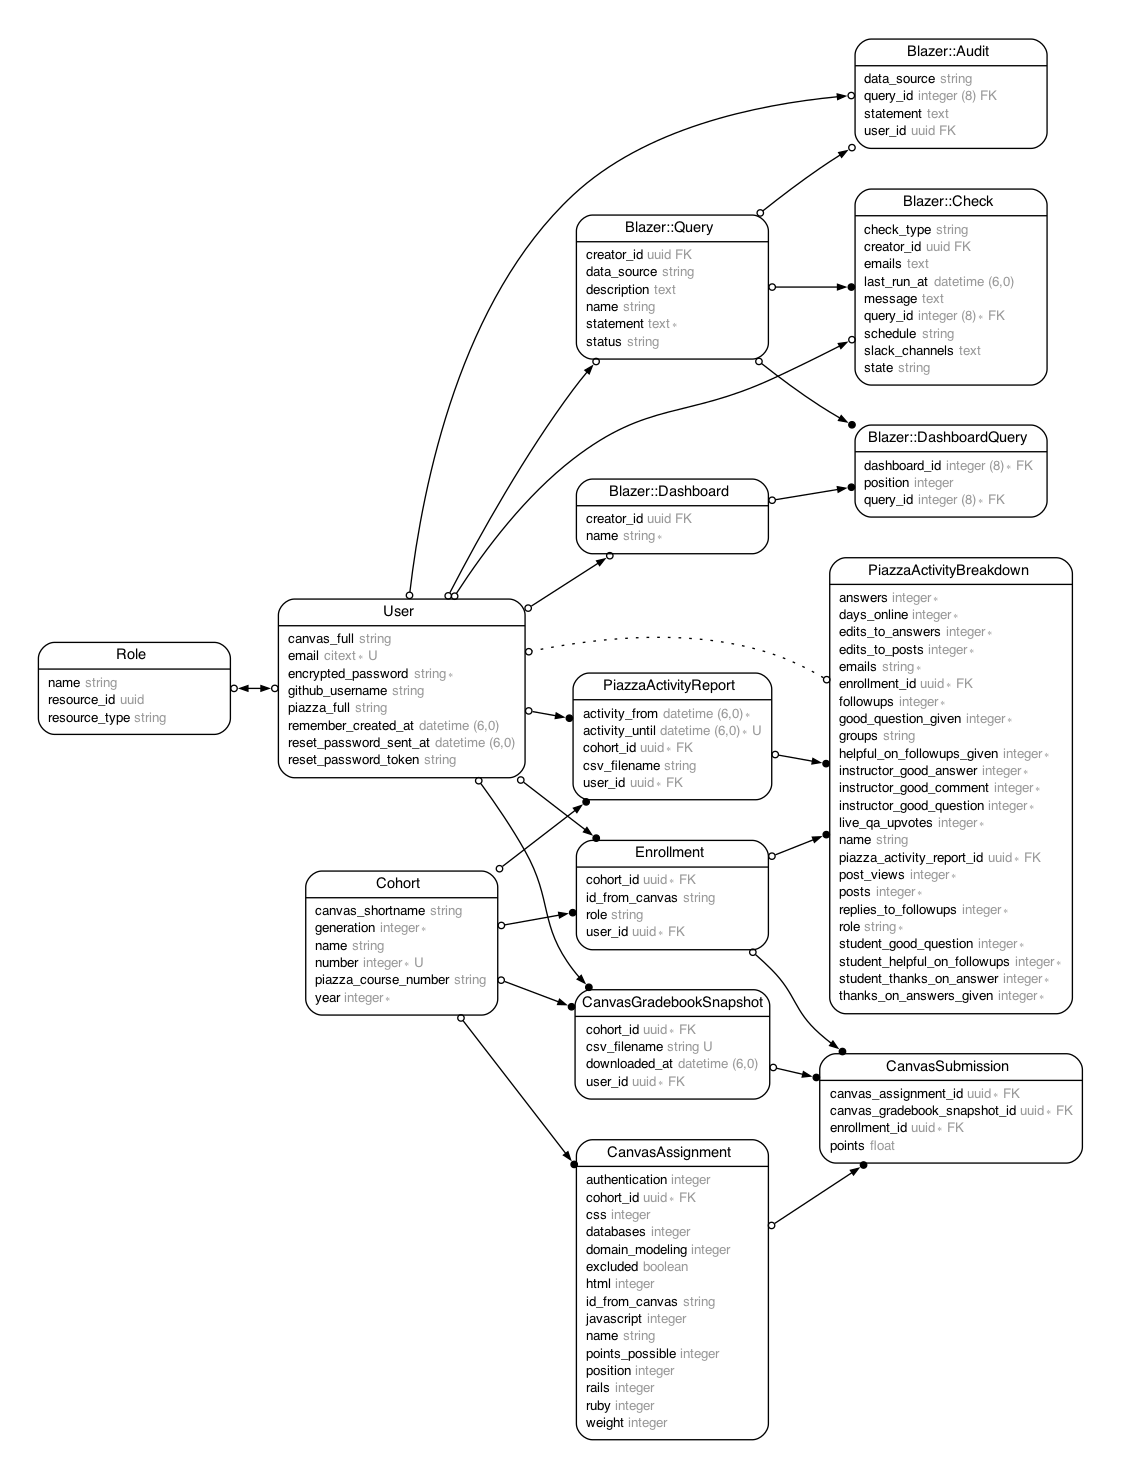 Blazer::Audit
data_source string
query_id integer (8) FK
statement text
user_id uuid FK
Blazer::Query
creator_id uuid FK
data_source string
description text
name string
statement text*
status string
Blazer::Check
check_type string
creator_id uuid FK
emails text
last_run_at datetime (6,0)
message text
query_id integer (8)* FK
schedule string
slack_channels text
state string
Blazer::DashboardQuery
dashboard_id integer (8)* FK
position integer
query_id integer (8)* FK
Blazer::Dashboard
creator_id uuid FK
name string*
Role
name string
resource_id uuid
resource_type string
User
canvas_full string
email citext* U
encrypted_password string*
github_username string
piazza_full string
remember_created_at datetime (6,0)
reset_password_sent_at datetime (6,0)
reset_password_token string
PiazzaActivityReport
activity_from datetime (6,0)*
activity_until datetime (6,0)* U
cohort_id uuid* FK
csv_filename string
user_id uuid* FK
PiazzaActivityBreakdown
answers integer*
days_online integer*
edits_to_answers integer*
edits_to_posts integer*
emails string*
enrollment_id uuid* FK
followups integer*
good_question_given integer*
groups string
helpful_on_followups_given integer*
instructor_good_answer integer*
instructor_good_comment integer*
instructor_good_question integer*
live_qa_upvotes integer*
name string
piazza_activity_report_id uuid* FK
post_views integer*
posts integer*
replies_to_followups integer*
role string*
student_good_question integer*
student_helpful_on_followups integer*
student_thanks_on_answer integer*
thanks_on_answers_given integer*
Cohort
canvas_shortname string
generation integer*
name string
number integer* U
piazza_course_number string
year integer*
Enrollment
cohort_id uuid* FK
id_from_canvas string
role string
user_id uuid* FK
CanvasGradebookSnapshot
cohort_id uuid* FK
csv_filename string U
downloaded_at datetime (6,0)
user_id uuid* FK
CanvasSubmission
canvas_assignment_id uuid* FK
canvas_gradebook_snapshot_id uuid* FK
enrollment_id uuid* FK
points float
CanvasAssignment
authentication integer
cohort_id uuid* FK
css integer
databases integer
domain_modeling integer
excluded boolean
html integer
id_from_canvas string
javascript integer
name string
points_possible integer
position integer
rails integer
ruby integer
weight integer